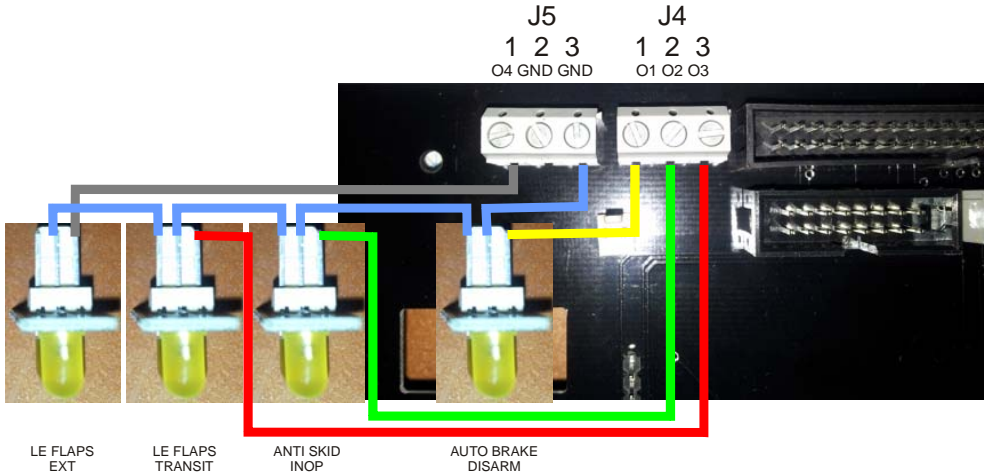 J5 J4
1 2 3 1 2 3
O4 GND GND O1 O2 O3
LE FLAPS EXT
LE FLAPS TRANSIT
ANTI SKID INOP
AUTO BRAKE DISARM